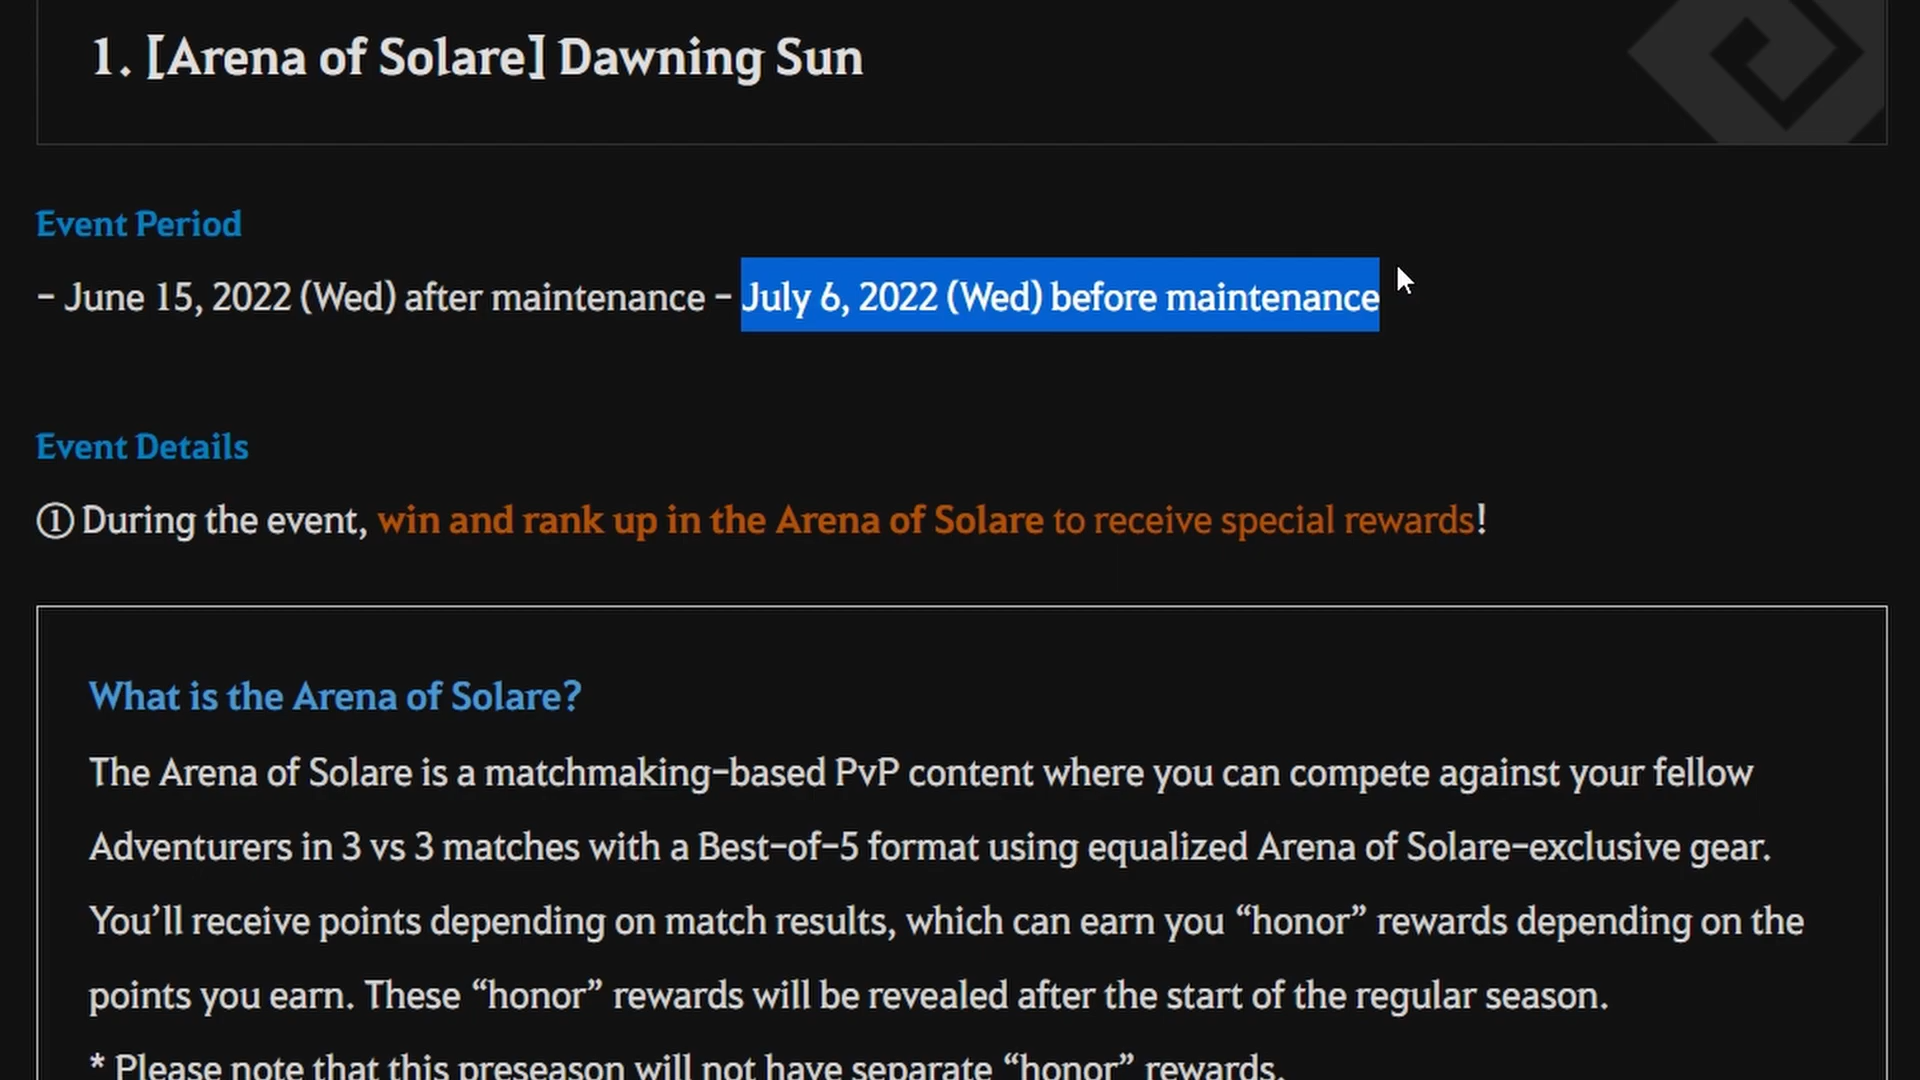 1. [Arena of Solare] Dawning Sun
Event Period
- June 15, 2022 (Wed) after maintenance - July 6, 2022 (Wed) before maintenance
Event Details
① During the event, win and rank up in the Arena of Solare to receive special rewards!
What is the Arena of Solare?
The Arena of Solare is a matchmaking-based PvP content where you can compete against your fellow
Adventurers in 3 vs 3 matches with a Best-of-5 format using equalized Arena of Solare-exclusive gear.
You’ll receive points depending on match results, which can earn you “honor” rewards depending on the
points you earn. These “honor” rewards will be revealed after the start of the regular season.
* Please note that this preseason will not have separate “honor” rewards.